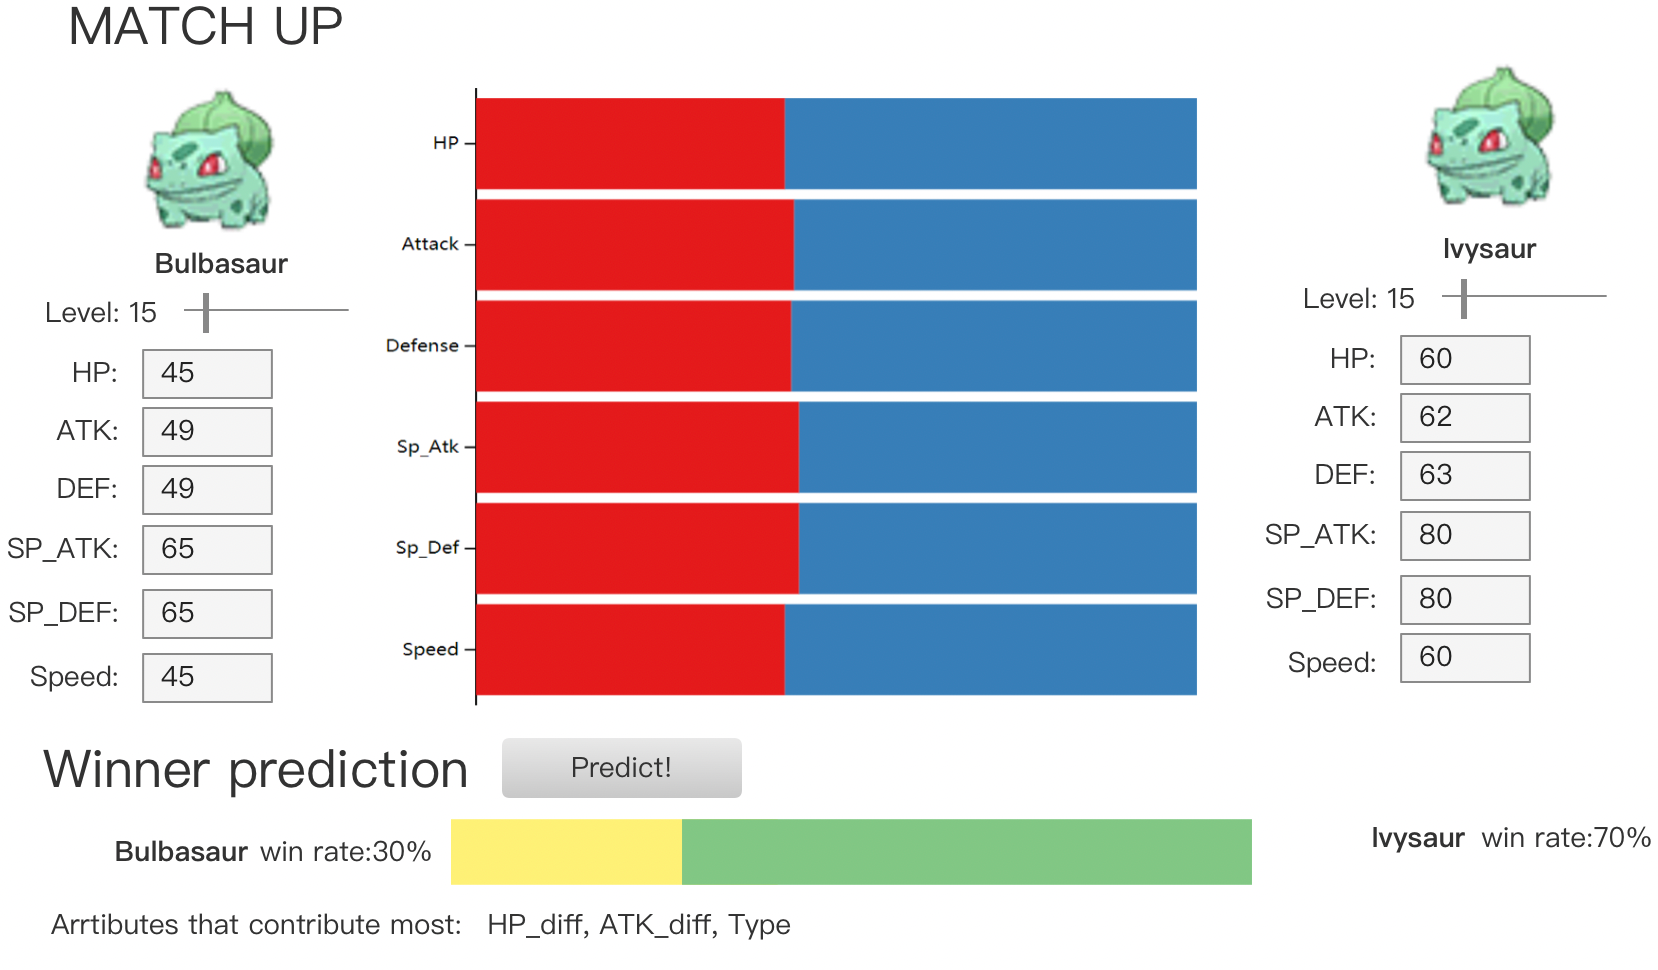 MATCH UP
Bulbasaur
Level: 15
HP: 45
ATK: 49
DEF: 49
SP_ATK: 65
SP_DEF: 65
Speed: 45
HP
Attack
Defense
Sp_Atk
Sp_Def
Speed
Ivysaur
Level: 15
HP: 60
ATK: 62
DEF: 63
SP_ATK: 80
SP_DEF: 80
Speed: 60
Winner prediction Predict!
Bulbasaur win rate:30%
Ivysaur win rate:70%
Arrtibutes that contribute most: HP_diff, ATK_diff, Type